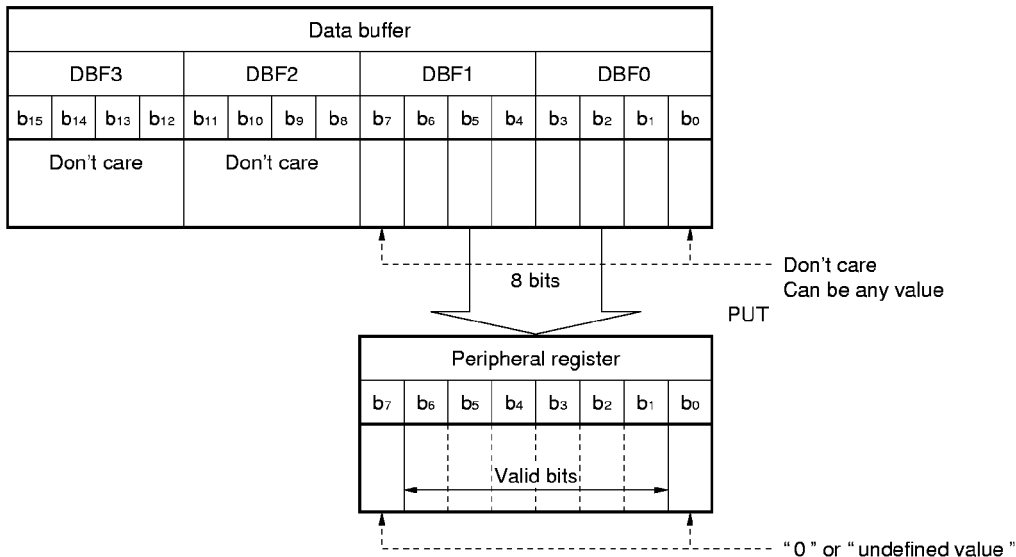 Data buffer
DBF3 DBF2 DBF1 DBF0
b15 b14 b13 b12 b11 b10 b9 b8 b7 b6 b5 b4 b3 b2 b1 b0
Don't care Don't care
8 bits
Don't care
Can be any value
PUT
Peripheral register
b7 b6 b5 b4 b3 b2 b1 b0
Valid bits
“0” or “undefined value”